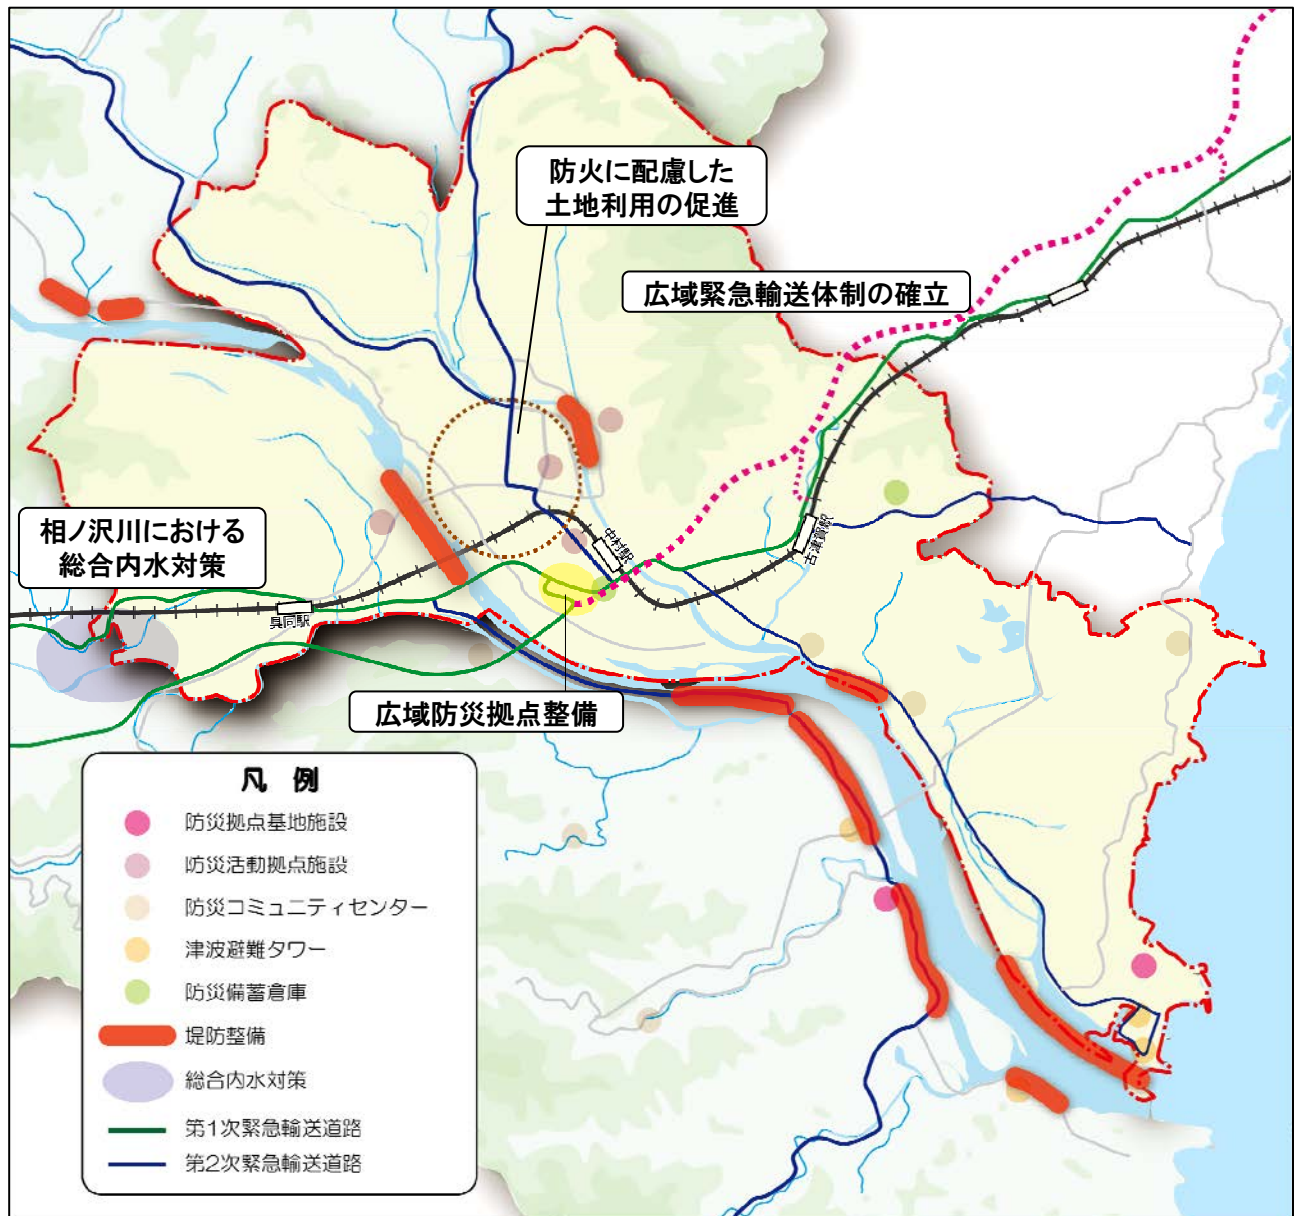 防火に配慮した
土地利用の促進
広域緊急輸送体制の確立
相ノ沢川における
総合内水対策
中村駅
古津賀駅
具同駅
広域防災拠点整備
凡 例
防災拠点基地施設
防災活動拠点施設
防災コミュニティセンター
津波避難タワー
防災備蓄倉庫
堤防整備
総合内水対策
第1次緊急輸送道路
第2次緊急輸送道路